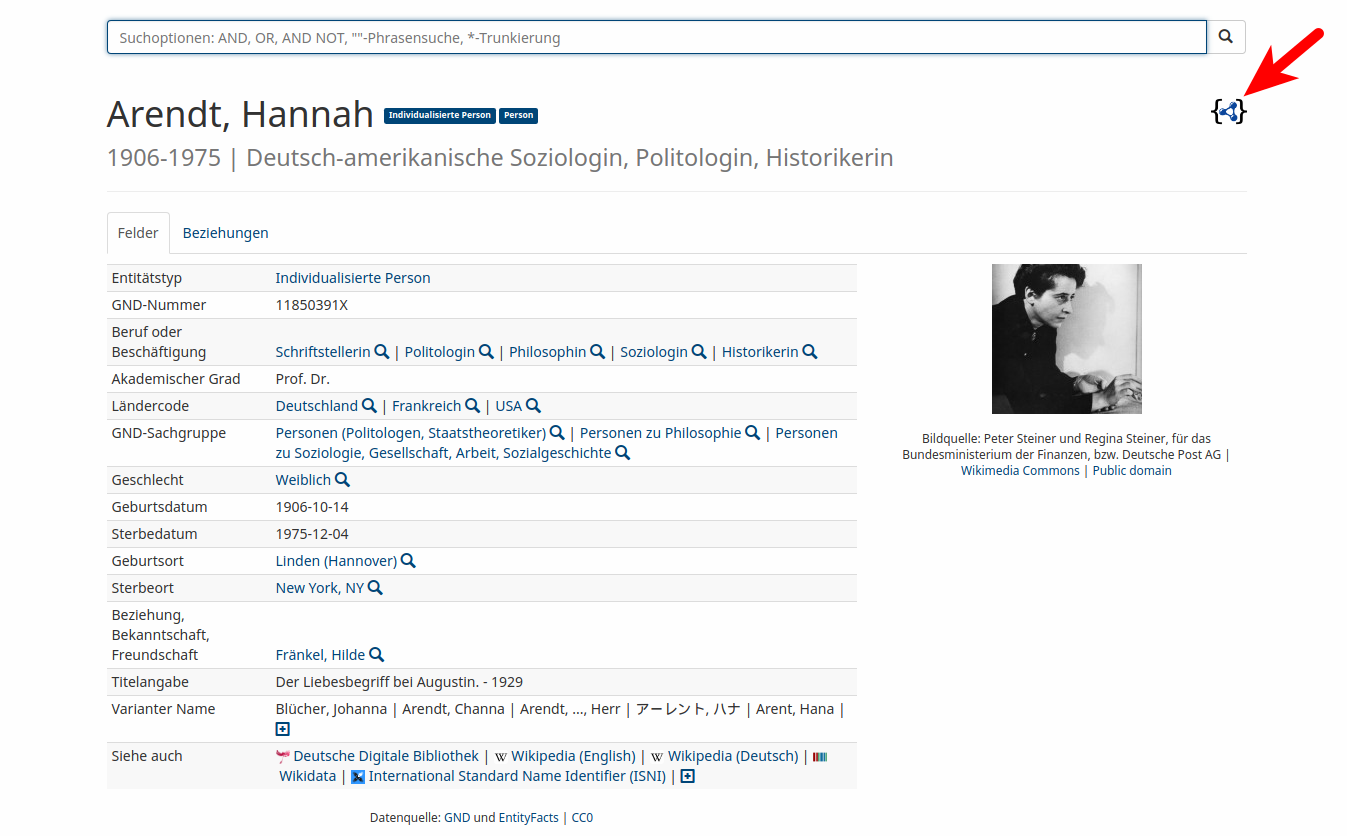 Suchoptionen: AND, OR, AND NOT, ""-Phrasensuche, *-Trunkierung
Arendt, Hannah Individualisierte Person Person
1906-1975 | Deutsch-amerikanische Soziologin, Politologin, Historikerin
Felder Beziehungen
Entitätstyp Individualisierte Person
GND-Nummer 11850391X
Beruf oder
Beschäftigung Schriftstellerin | Politologin | Philosophin | Soziologin | Historikerin
Akademischer Grad Prof. Dr.
Ländercode Deutschland | Frankreich | USA
GND-Sachgruppe Personen (Politologen, Staatstheoretiker) | Personen zu Philosophie | Personen
zu Soziologie, Gesellschaft, Arbeit, Sozialgeschichte
Geschlecht Weiblich
Geburtsdatum 1906-10-14
Sterbedatum 1975-12-04
Geburtsort Linden (Hannover)
Sterbeort New York, NY
Beziehung,
Bekanntschaft,
Freundschaft Fränkel, Hilde
Titelangabe Der Liebesbegriff bei Augustin. - 1929
Varianter Name Blücher, Johanna | Arendt, Channa | Arendt, ..., Herr | アーレント, ハナ | Arent, Hana |
Siehe auch Deutsche Digitale Bibliothek | W Wikipedia (English) | W Wikipedia (Deutsch) |
Wikidata | International Standard Name Identifier (ISNI) |
Bildquelle: Peter Steiner und Regina Steiner, für das
Bundesministerium der Finanzen, bzw. Deutsche Post AG |
Wikimedia Commons | Public domain
Datenquelle: GND und EntityFacts | CC0